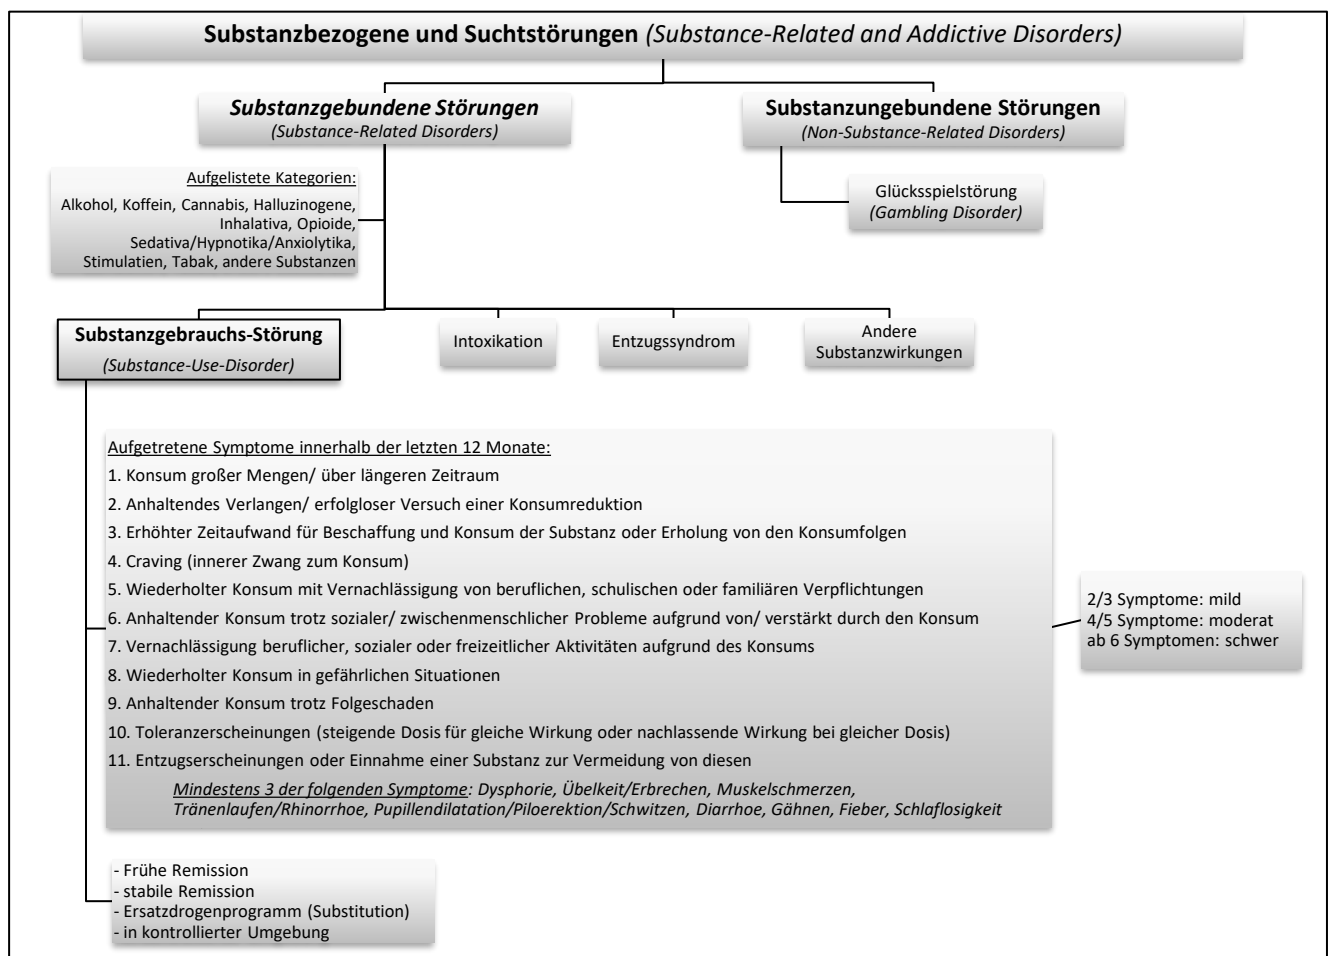 Substanzbezogene und Suchtstörungen (Substance-Related and Addictive Disorders)
Substanzgebundene Störungen
(Substance-Related Disorders)
Substanzungebundene Störungen
(Non-Substance-Related Disorders)
Aufgelistete Kategorien:
Alkohol, Koffein, Cannabis, Halluzinogene,
Inhalativa, Opioide,
Sedativa/Hypnotika/Anxiolytika,
Stimulatien, Tabak, andere Substanzen
Glücksspielstörung
(Gambling Disorder)
Substanzgebrauchs-Störung
(Substance-Use-Disorder)
Intoxikation
Entzugssyndrom
Andere
Substanzwirkungen
Aufgetretene Symptome innerhalb der letzten 12 Monate:
1. Konsum großer Mengen/ über längeren Zeitraum
2. Anhaltendes Verlangen/ erfolgloser Versuch einer Konsumreduktion
3. Erhöhter Zeitaufwand für Beschaffung und Konsum der Substanz oder Erholung von den Konsumfolgen
4. Craving (innerer Zwang zum Konsum)
5. Wiederholter Konsum mit Vernachlässigung von beruflichen, schulischen oder familiären Verpflichtungen
6. Anhaltender Konsum trotz sozialer/ zwischenmenschlicher Probleme aufgrund von/ verstärkt durch den Konsum
7. Vernachlässigung beruflicher, sozialer oder freizeitlicher Aktivitäten aufgrund des Konsums
8. Wiederholter Konsum in gefährlichen Situationen
9. Anhaltender Konsum trotz Folgeschaden
10. Toleranzerscheinungen (steigende Dosis für gleiche Wirkung oder nachlassende Wirkung bei gleicher Dosis)
11. Entzugserscheinungen oder Einnahme einer Substanz zur Vermeidung von diesen
Mindestens 3 der folgenden Symptome: Dysphorie, Übelkeit/Erbrechen, Muskelschmerzen,
Tränenlaufen/Rhinorrhoe, Pupillendilatation/Piloerektion/Schwitzen, Diarrhoe, Gähnen, Fieber, Schlaflosigkeit
2/3 Symptome: mild
4/5 Symptome: moderat
ab 6 Symptomen: schwer
- Frühe Remission
- stabile Remission
- Ersatzdrogenprogramm (Substitution)
- in kontrollierter Umgebung